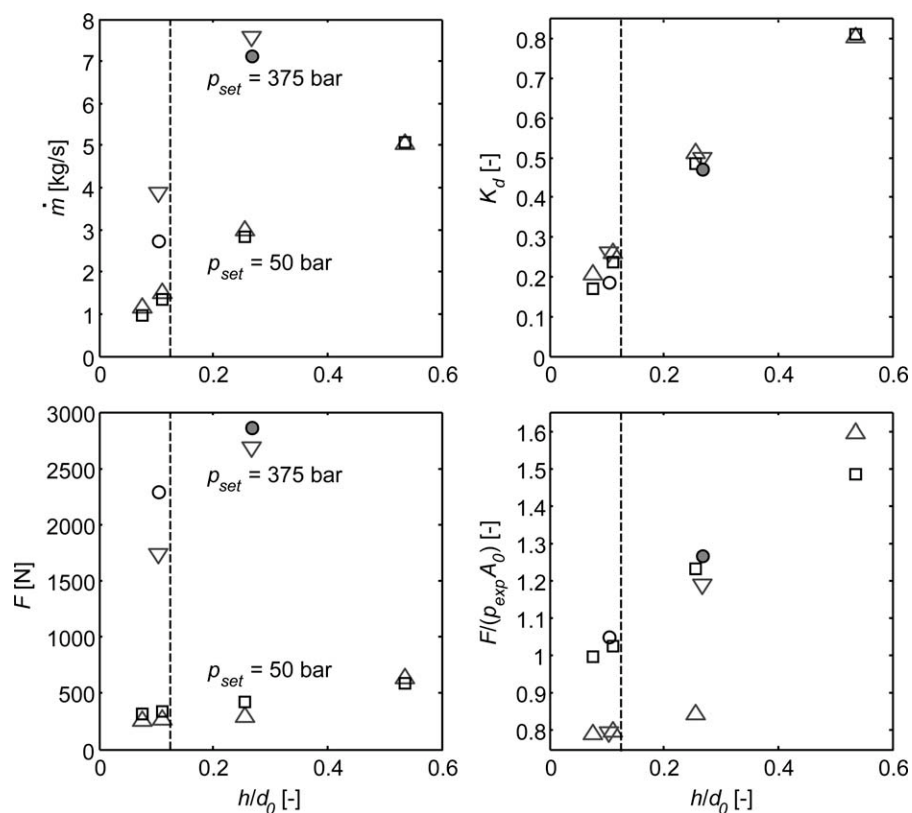 8
7
6
5
4
3
2
1
0
ṁ [kg/s]
p_set = 375 bar
p_set = 50 bar
0 0.2 0.4 0.6
0.8
0.7
0.6
0.5
0.4
0.3
0.2
0.1
0
K_d [-]
0 0.2 0.4 0.6
3000
2500
2000
1500
1000
500
0
F [N]
p_set = 375 bar
p_set = 50 bar
0 0.2 0.4 0.6
h/d_0 [-]
1.6
1.5
1.4
1.3
1.2
1.1
1
0.9
0.8
F/(p_exp A_0) [-]
0 0.2 0.4 0.6
h/d_0 [-]